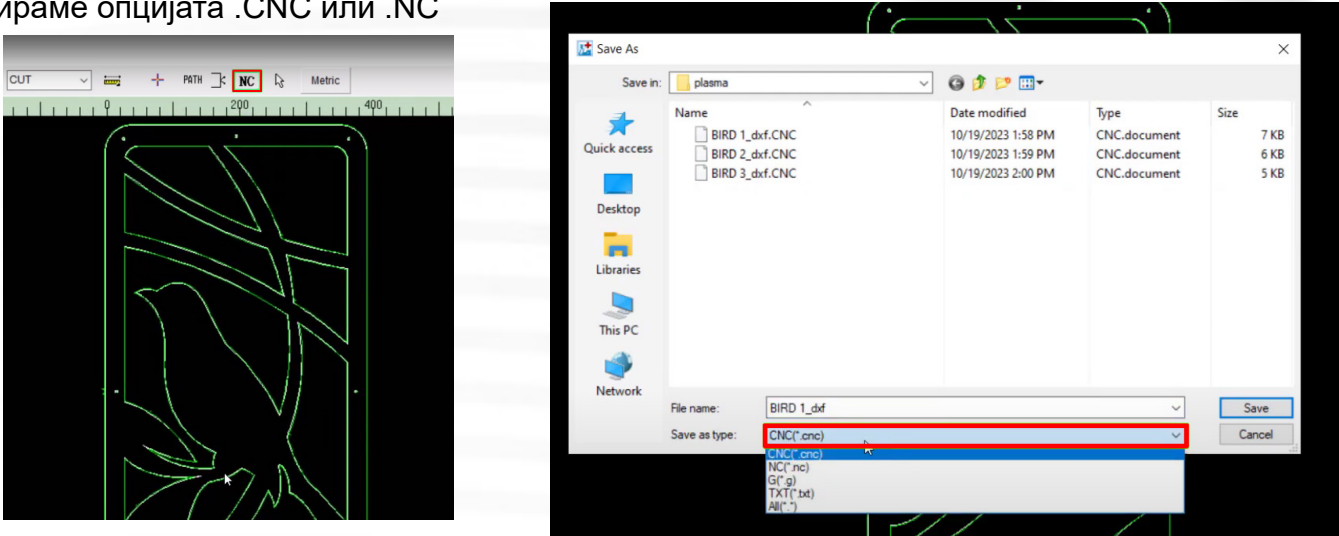 ираме опцијата .CNC или .NC
CUT
PATH
NC
Metric
0 200 400
Save As
Save in: plasma
Name Date modified Type Size
BIRD 1_dxf.CNC 10/19/2023 1:58 PM CNC.document 7 KB
BIRD 2_dxf.CNC 10/19/2023 1:59 PM CNC.document 6 KB
BIRD 3_dxf.CNC 10/19/2023 2:00 PM CNC.document 5 KB
Quick access
Desktop
Libraries
This PC
Network
File name: BIRD 1_dxf Save
Save as type: CNC(*.cnc) Cancel
CNC(*.cnc)
NC(*.nc)
G(*.g)
TXT(*.txt)
All(*.*)